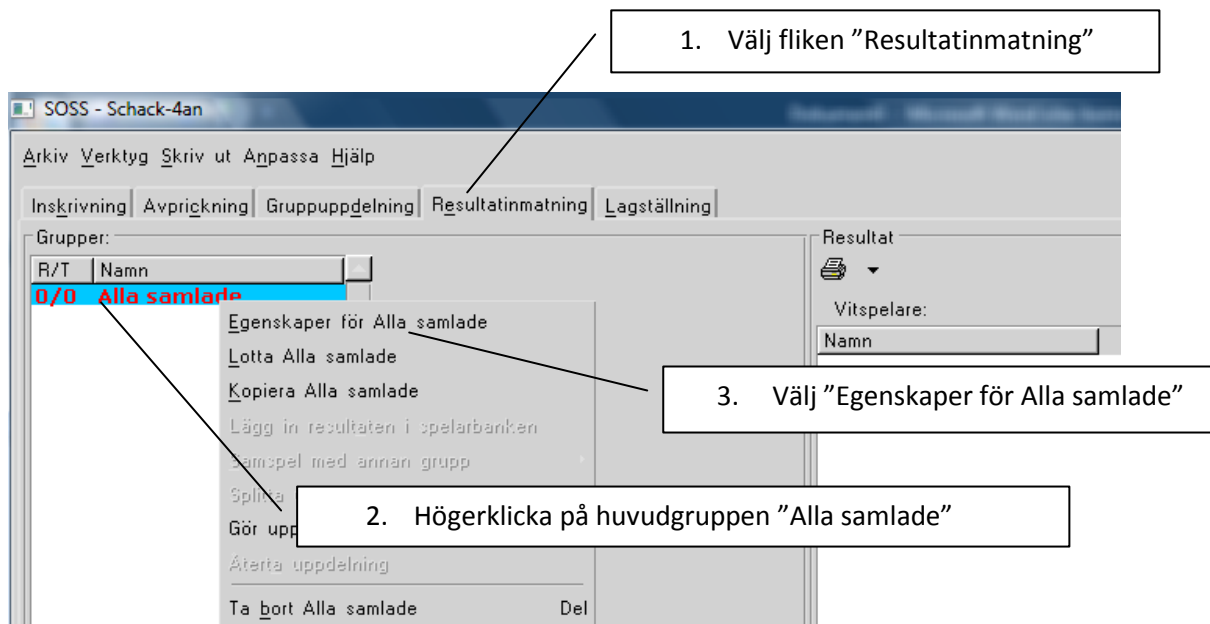 1. Välj fliken ”Resultatinmatning”
SOSS - Schack-4an
Arkiv Verktyg Skriv ut Anpassa Hjälp
Inskrivning Avprickning Gruppuppdelning Resultatinmatning Lagställning
Grupper:
Resultat
R/T Namn
0/0 Alla samlade
Vitspelare:
Namn
Egenskaper för Alla samlade
Lotta Alla samlade
Kopiera Alla samlade
3. Välj ”Egenskaper för Alla samlade”
Lägg in resultaten i spelarbanken
Samspel med annan grupp
Splitta
2. Högerklicka på huvudgruppen ”Alla samlade”
Gör upp
Återta uppdelning
Ta bort Alla samlade Del